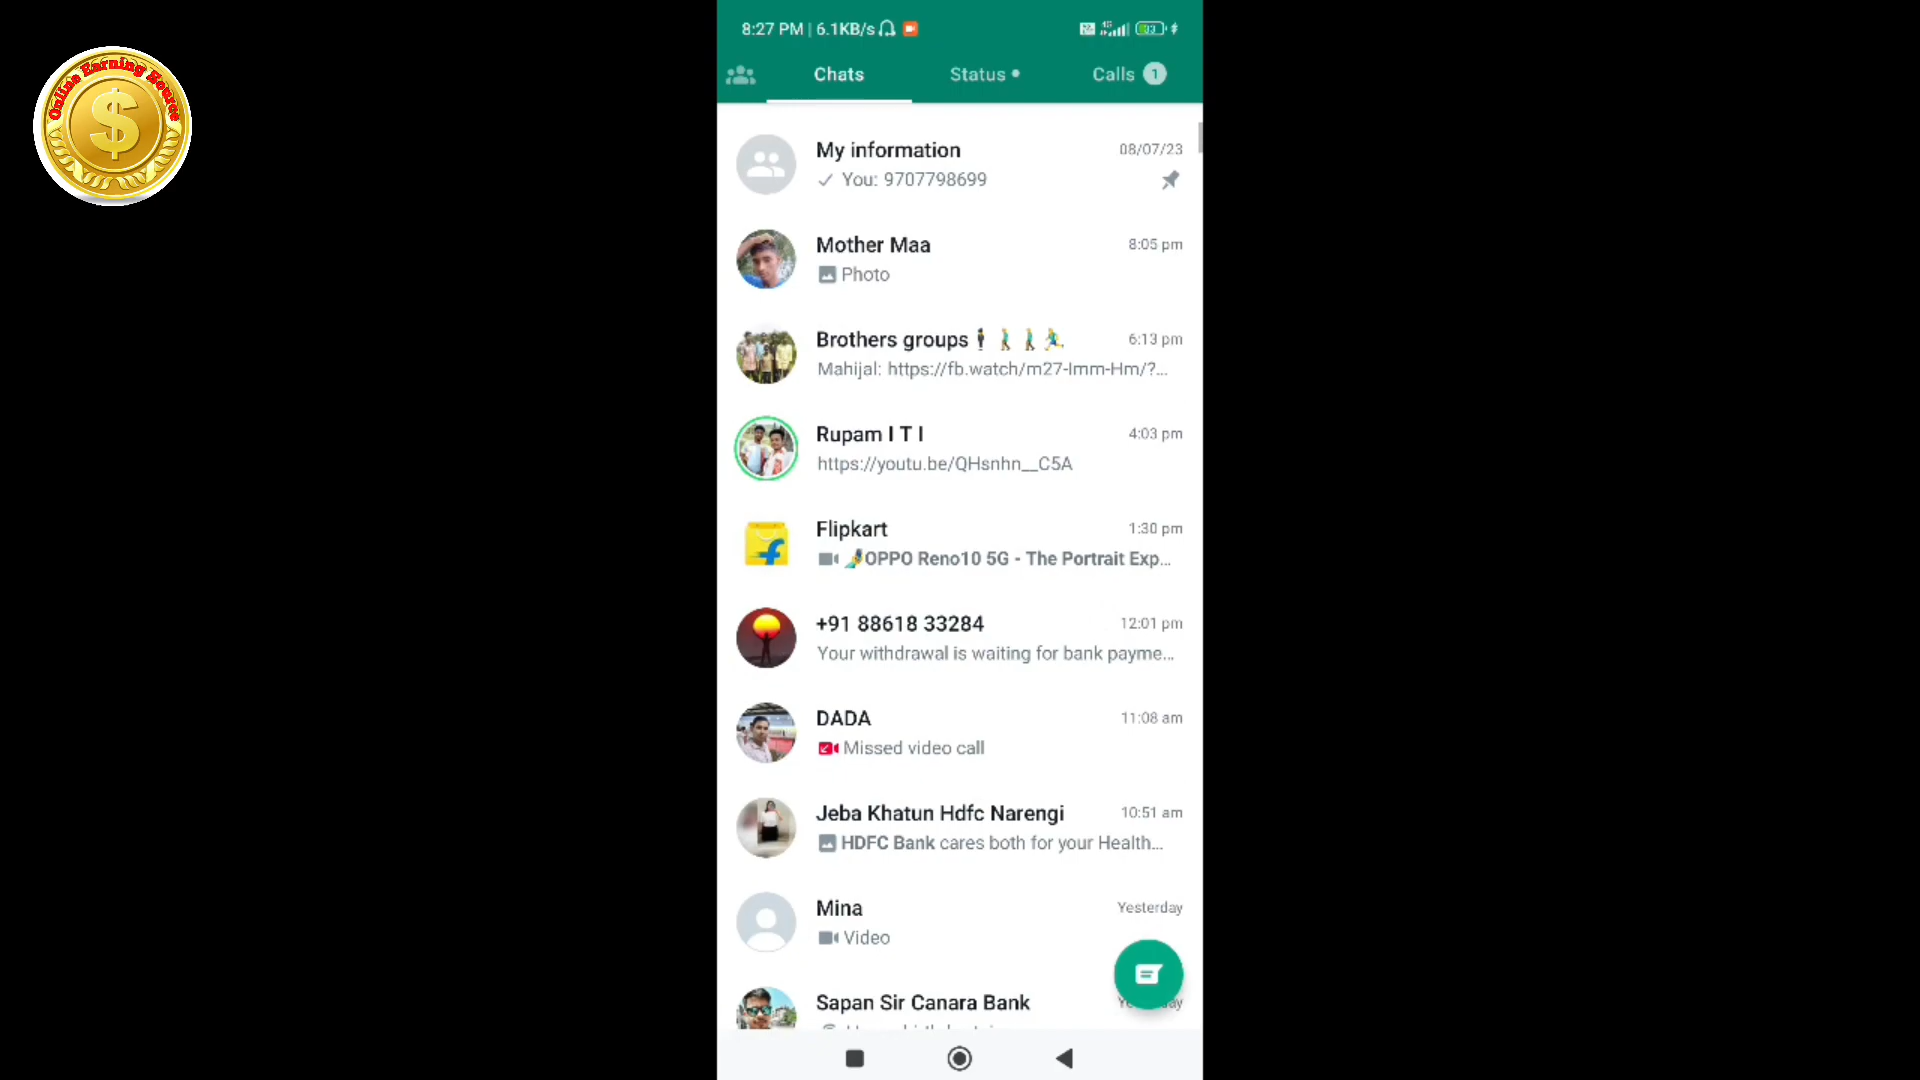 Online Earning Hourse
8:27 PM | 6.1KB/s
Chats
Status
Calls 1
My information
08/07/23
You: 9707798699
Mother Maa
8:05 pm
Photo
Brothers groups
6:13 pm
Mahijal: https://fb.watch/m27-Imm-Hm/?...
Rupam I T I
4:03 pm
https://youtu.be/QHsnhn__C5A
Flipkart
1:30 pm
OPPO Reno10 5G - The Portrait Exp...
+91 88618 33284
12:01 pm
Your withdrawal is waiting for bank payme...
DADA
11:08 am
Missed video call
Jeba Khatun Hdfc Narengi
10:51 am
HDFC Bank cares both for your Health...
Mina
Yesterday
Video
Sapan Sir Canara Bank